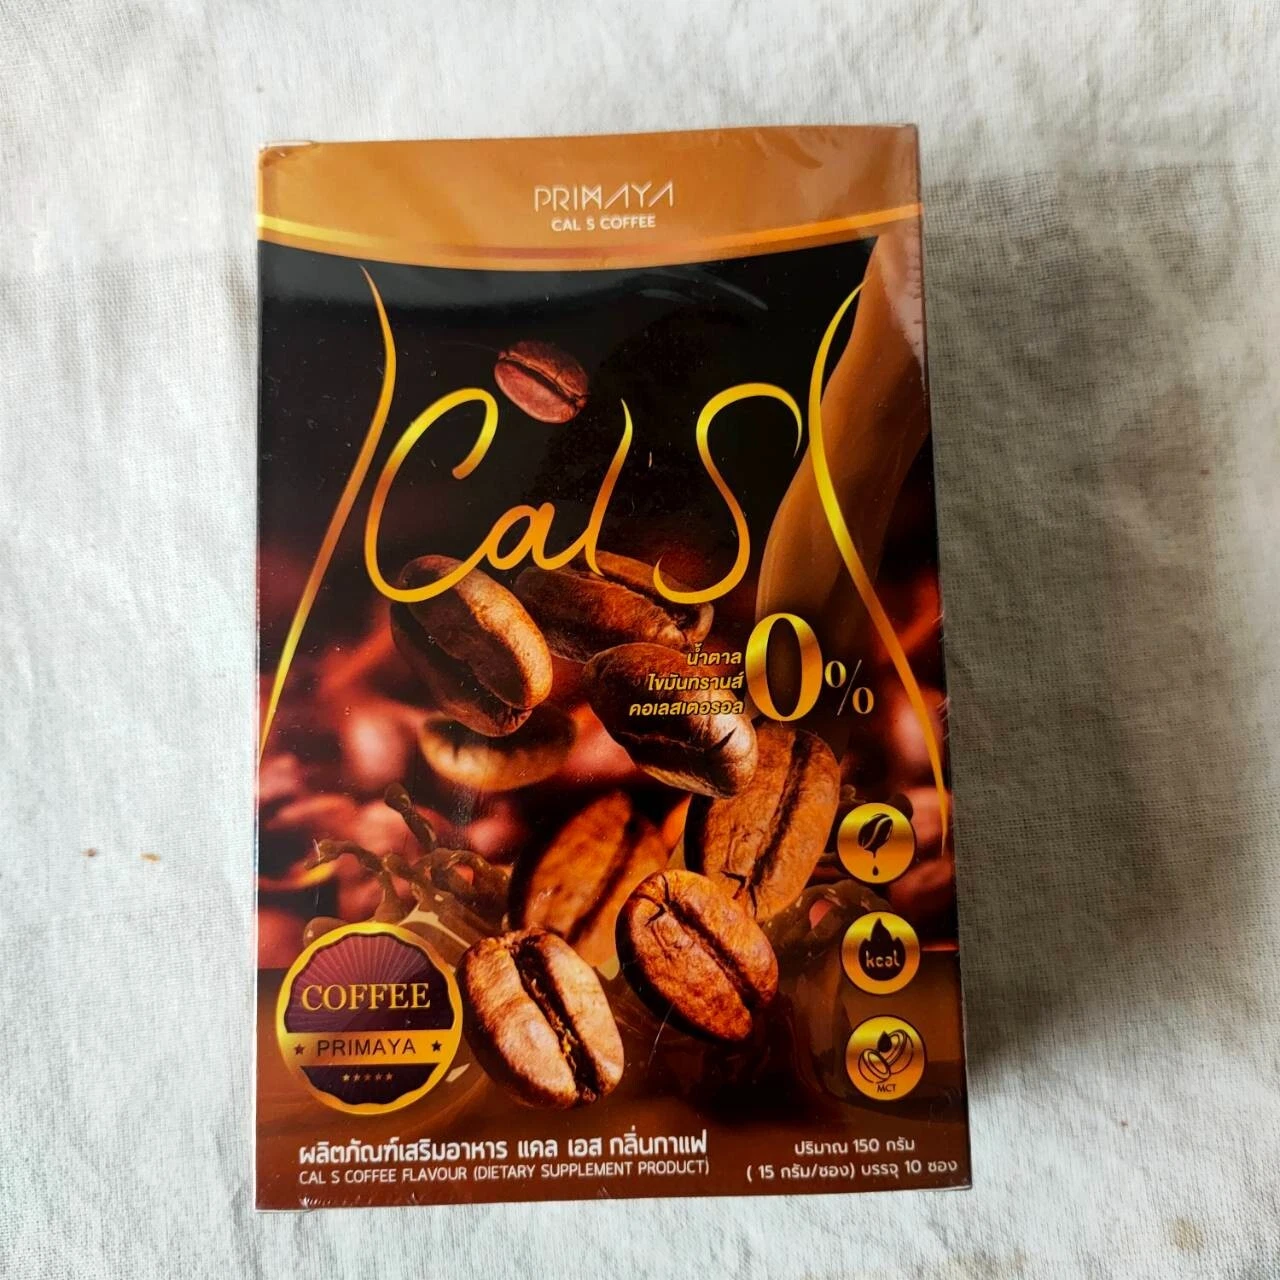 PRIMAYA
CAL S COFFEE
Cal S
น้ำตาล
ไขมันทรานส์
คอเลสเตอรอล
0%
kcal
MCT
COFFEE
PRIMAYA
ผลิตภัณฑ์เสริมอาหาร แคล เอส กลิ่นกาแฟ
CAL S COFFEE FLAVOUR (DIETARY SUPPLEMENT PRODUCT)
ปริมาณ 150 กรัม
( 15 กรัม/ซอง) บรรจุ 10 ซอง